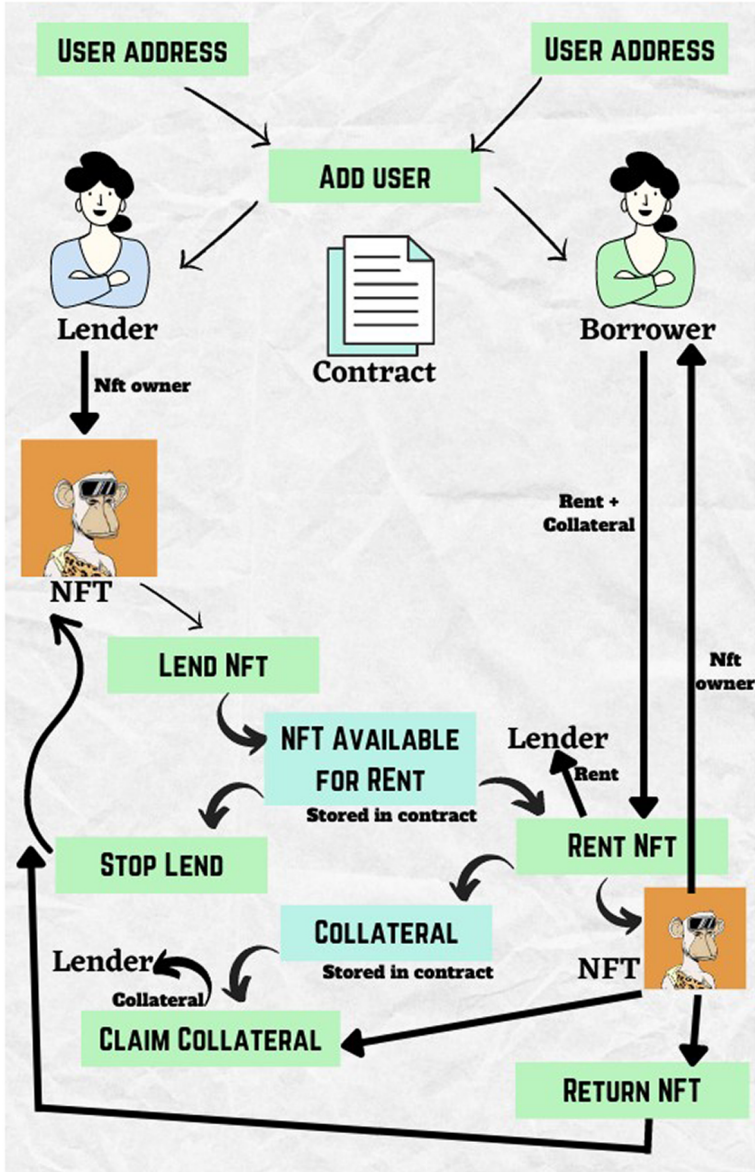 USER ADDRESS
USER ADDRESS
ADD USER
Lender
Contract
Borrower
Nft owner
Rent +
Collateral
NFT
LEND NFT
Nft
owner
NFT AVAILABLE
FOR RENT
Stored in contract
Lender
Rent
STOP LEND
RENT NFT
COLLATERAL
Stored in contract
Lender
Collateral
NFT
CLAIM COLLATERAL
RETURN NFT